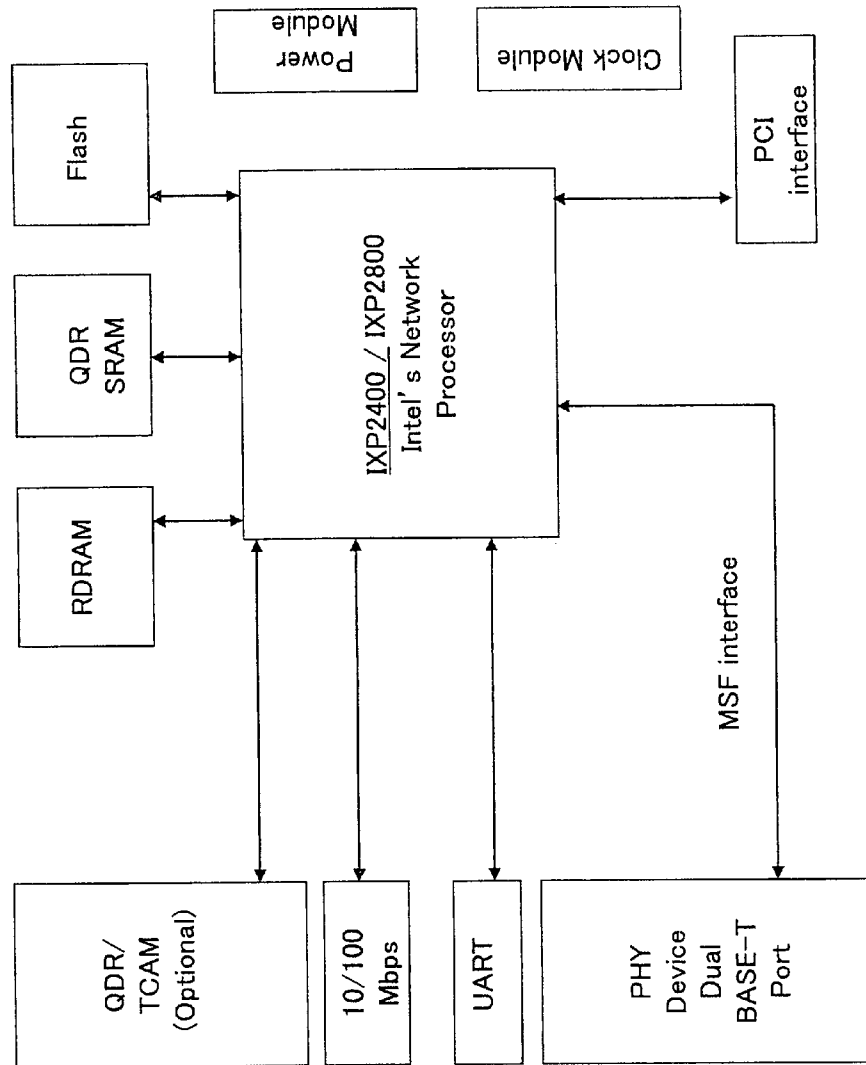 QDR/
TCAM
(Optional)
10/100
Mbps
UART
PHY
Device
Dual
BASE-T
Port
RDRAM
QDR
SRAM
Flash
IXP2400 / IXP2800
Intel's Network
Processor
MSF interface
PCI
interface
Power
Module
Clock Module